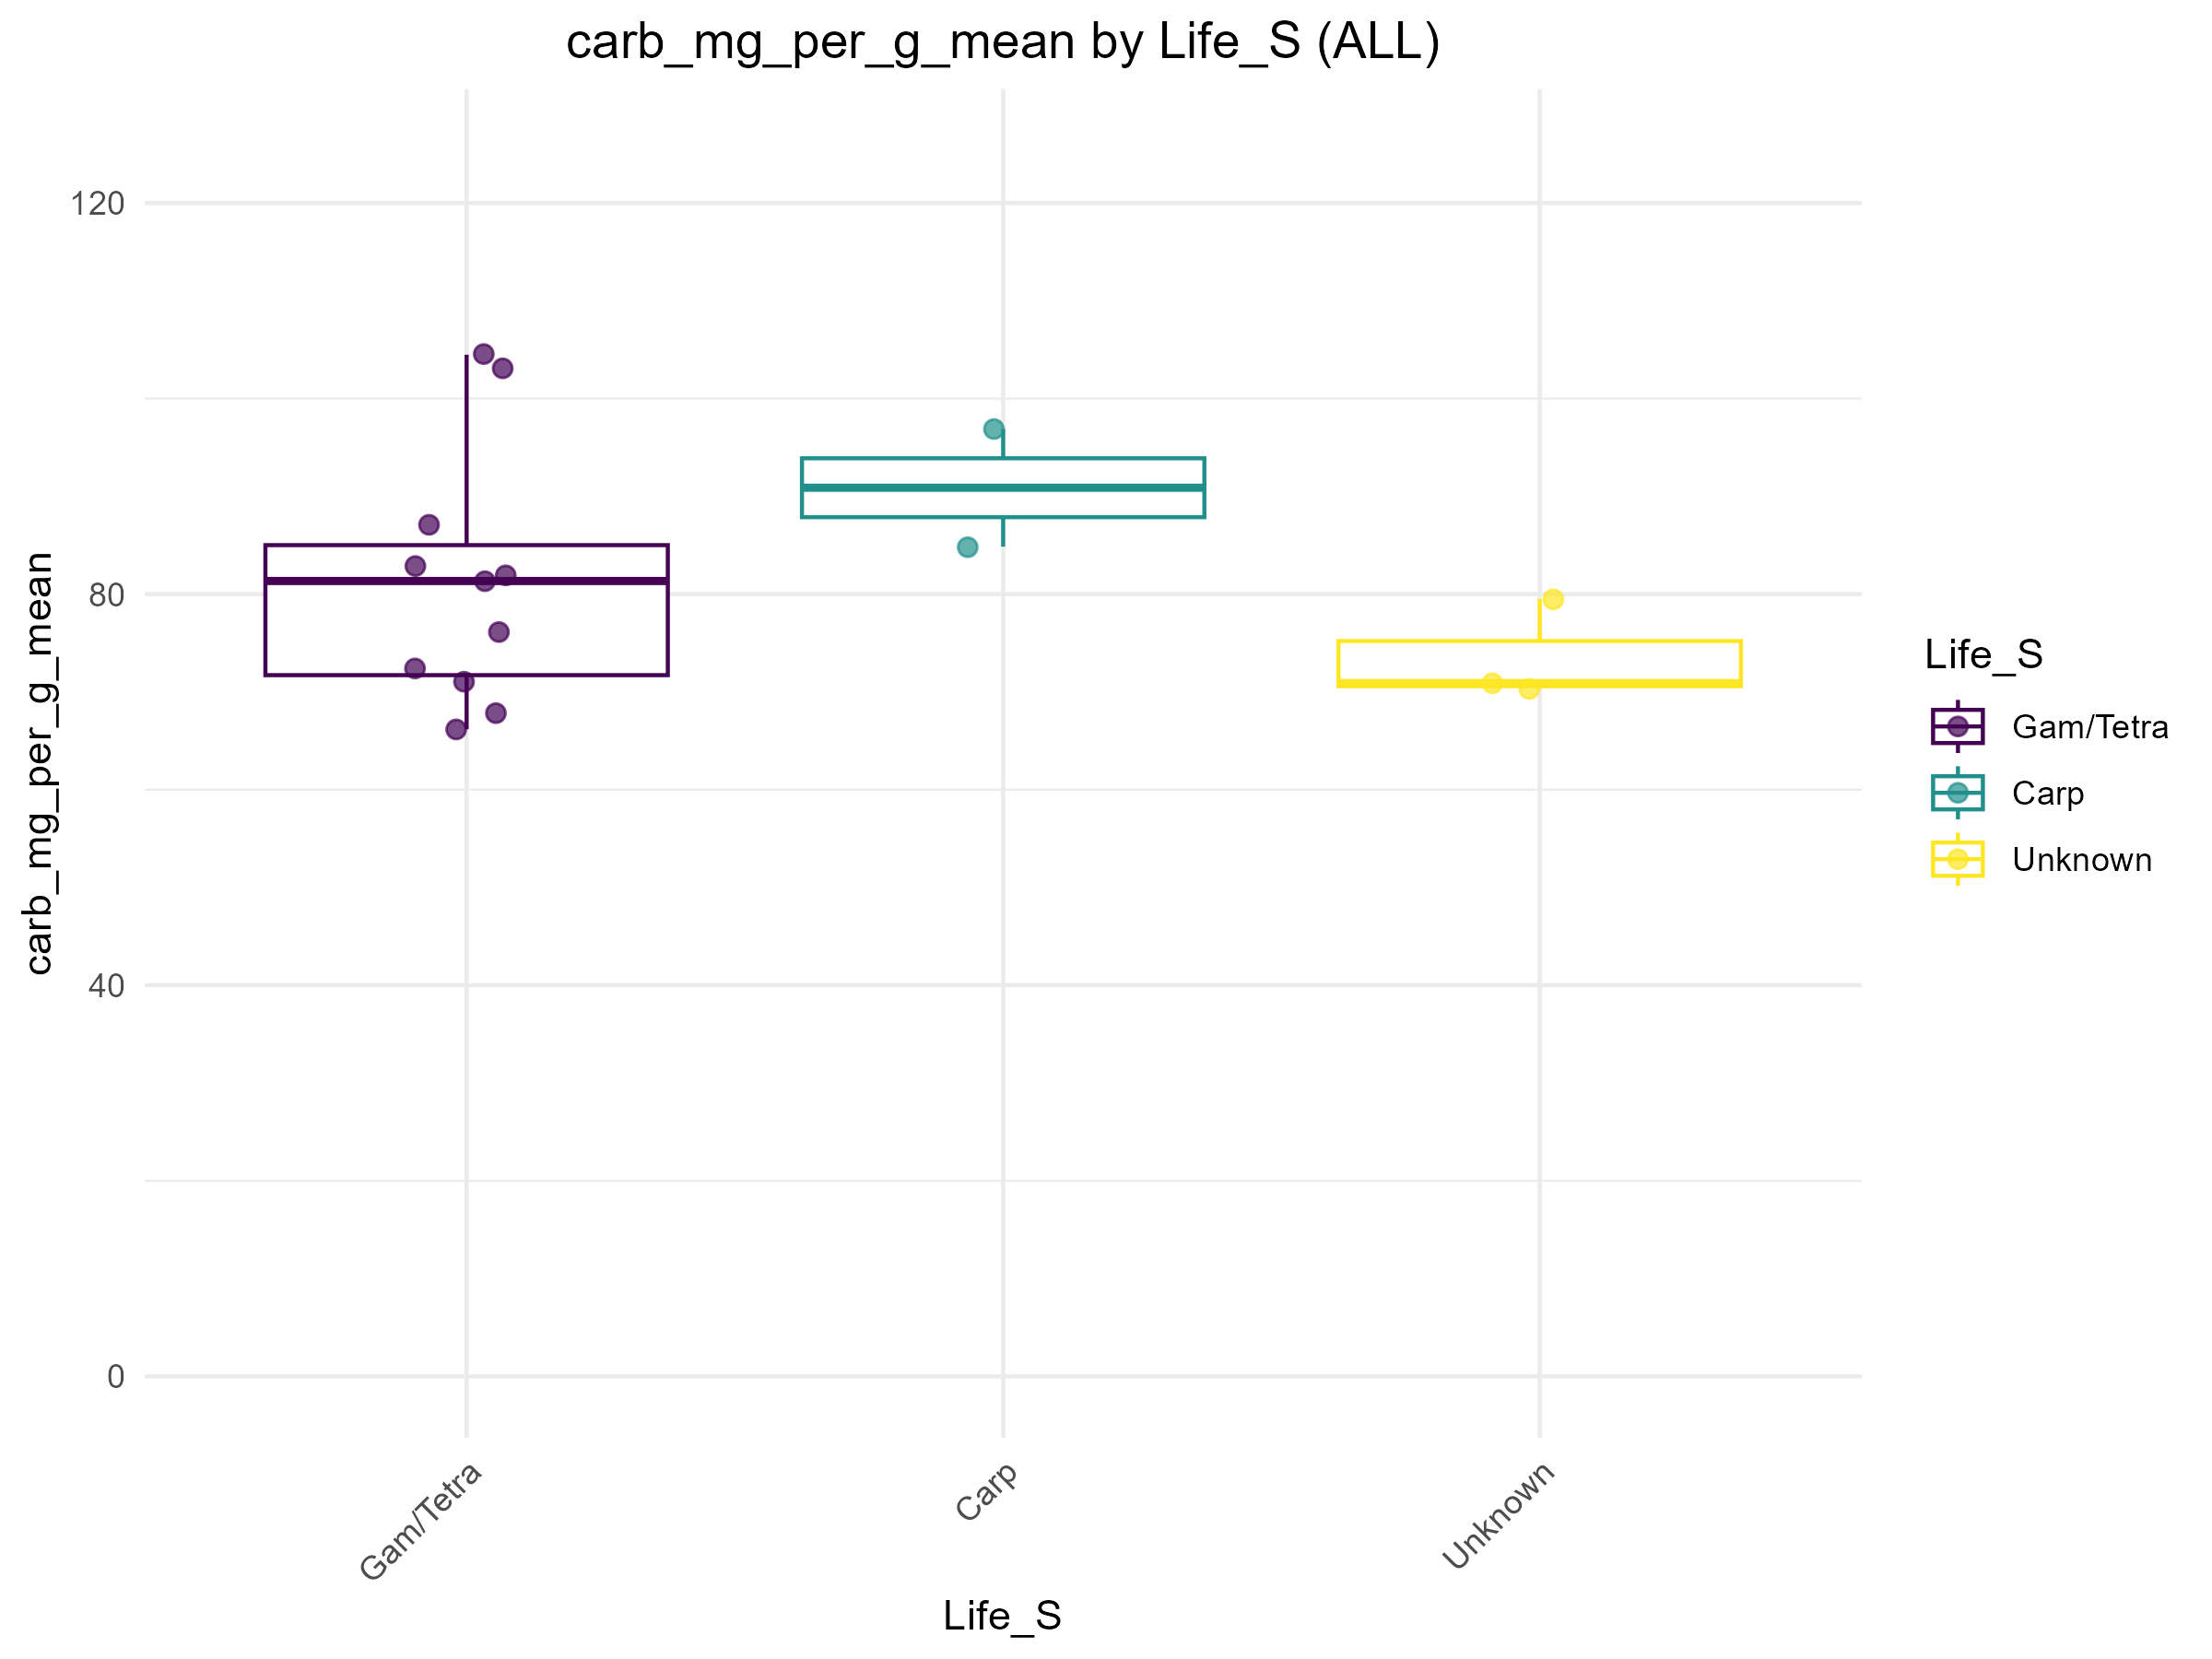 carb_mg_per_g_mean by Life_S (ALL)
carb_mg_per_g_mean
120
80
40
0
Gam/Tetra
Carp
Unknown
Life_S
Life_S
Gam/Tetra
Carp
Unknown